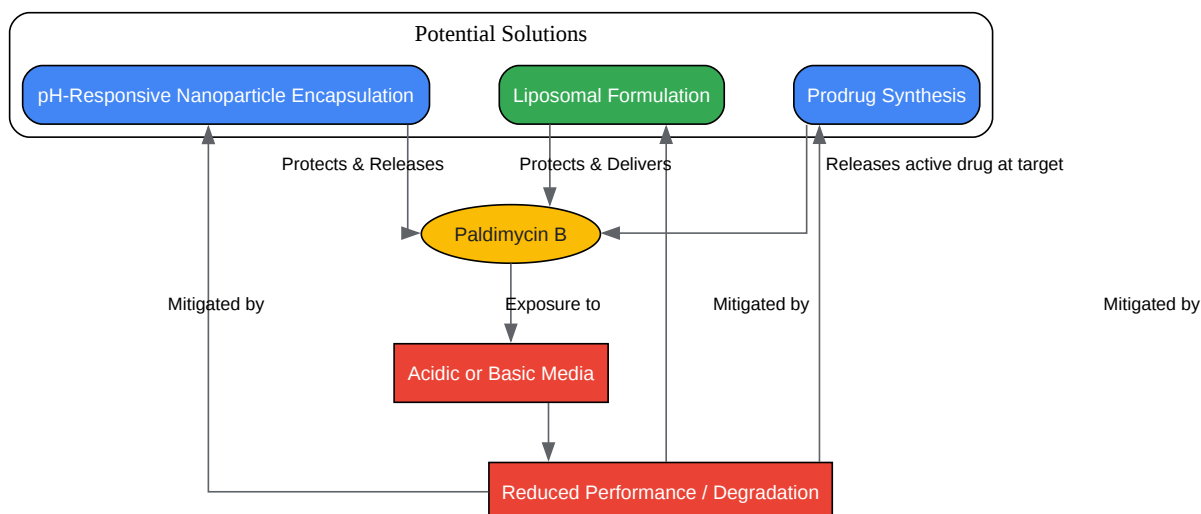 Potential Solutions
pH-Responsive Nanoparticle Encapsulation
Liposomal Formulation
Prodrug Synthesis
Protects & Releases
Protects & Delivers
Releases active drug at target
Paldimycin B
Mitigated by
Exposure to
Mitigated by
Mitigated by
Acidic or Basic Media
Reduced Performance / Degradation